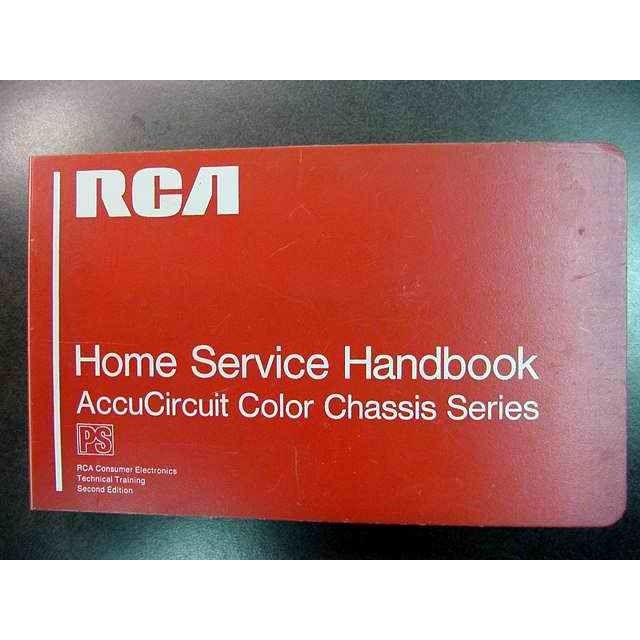 RCA
Home Service Handbook
AccuCircuit Color Chassis Series
PS
RCA Consumer Electronics
Technical Training
Second Edition